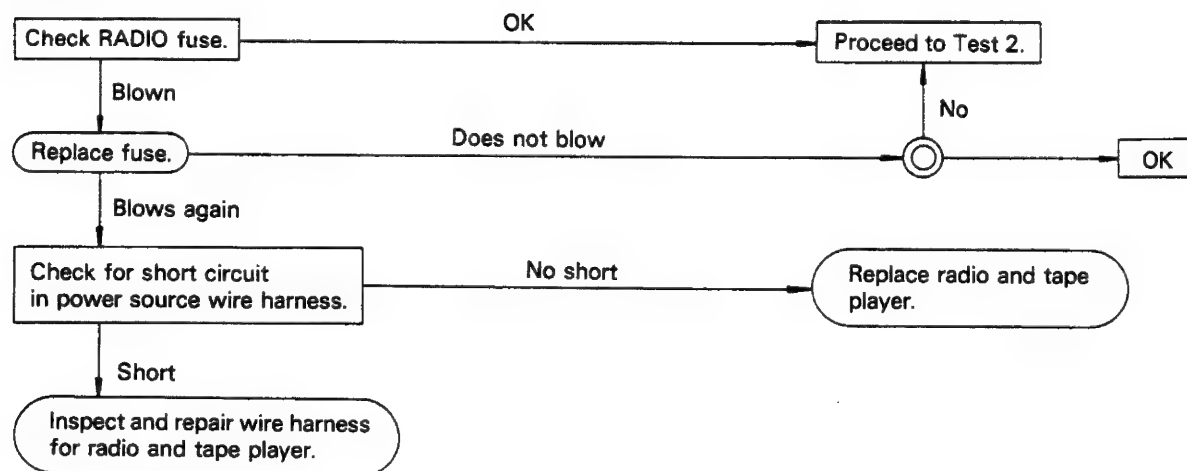 Check RADIO fuse.
OK
Proceed to Test 2.
Blown
No
Replace fuse.
Does not blow
OK
Blows again
Check for short circuit
in power source wire harness.
No short
Replace radio and tape
player.
Short
Inspect and repair wire harness
for radio and tape player.